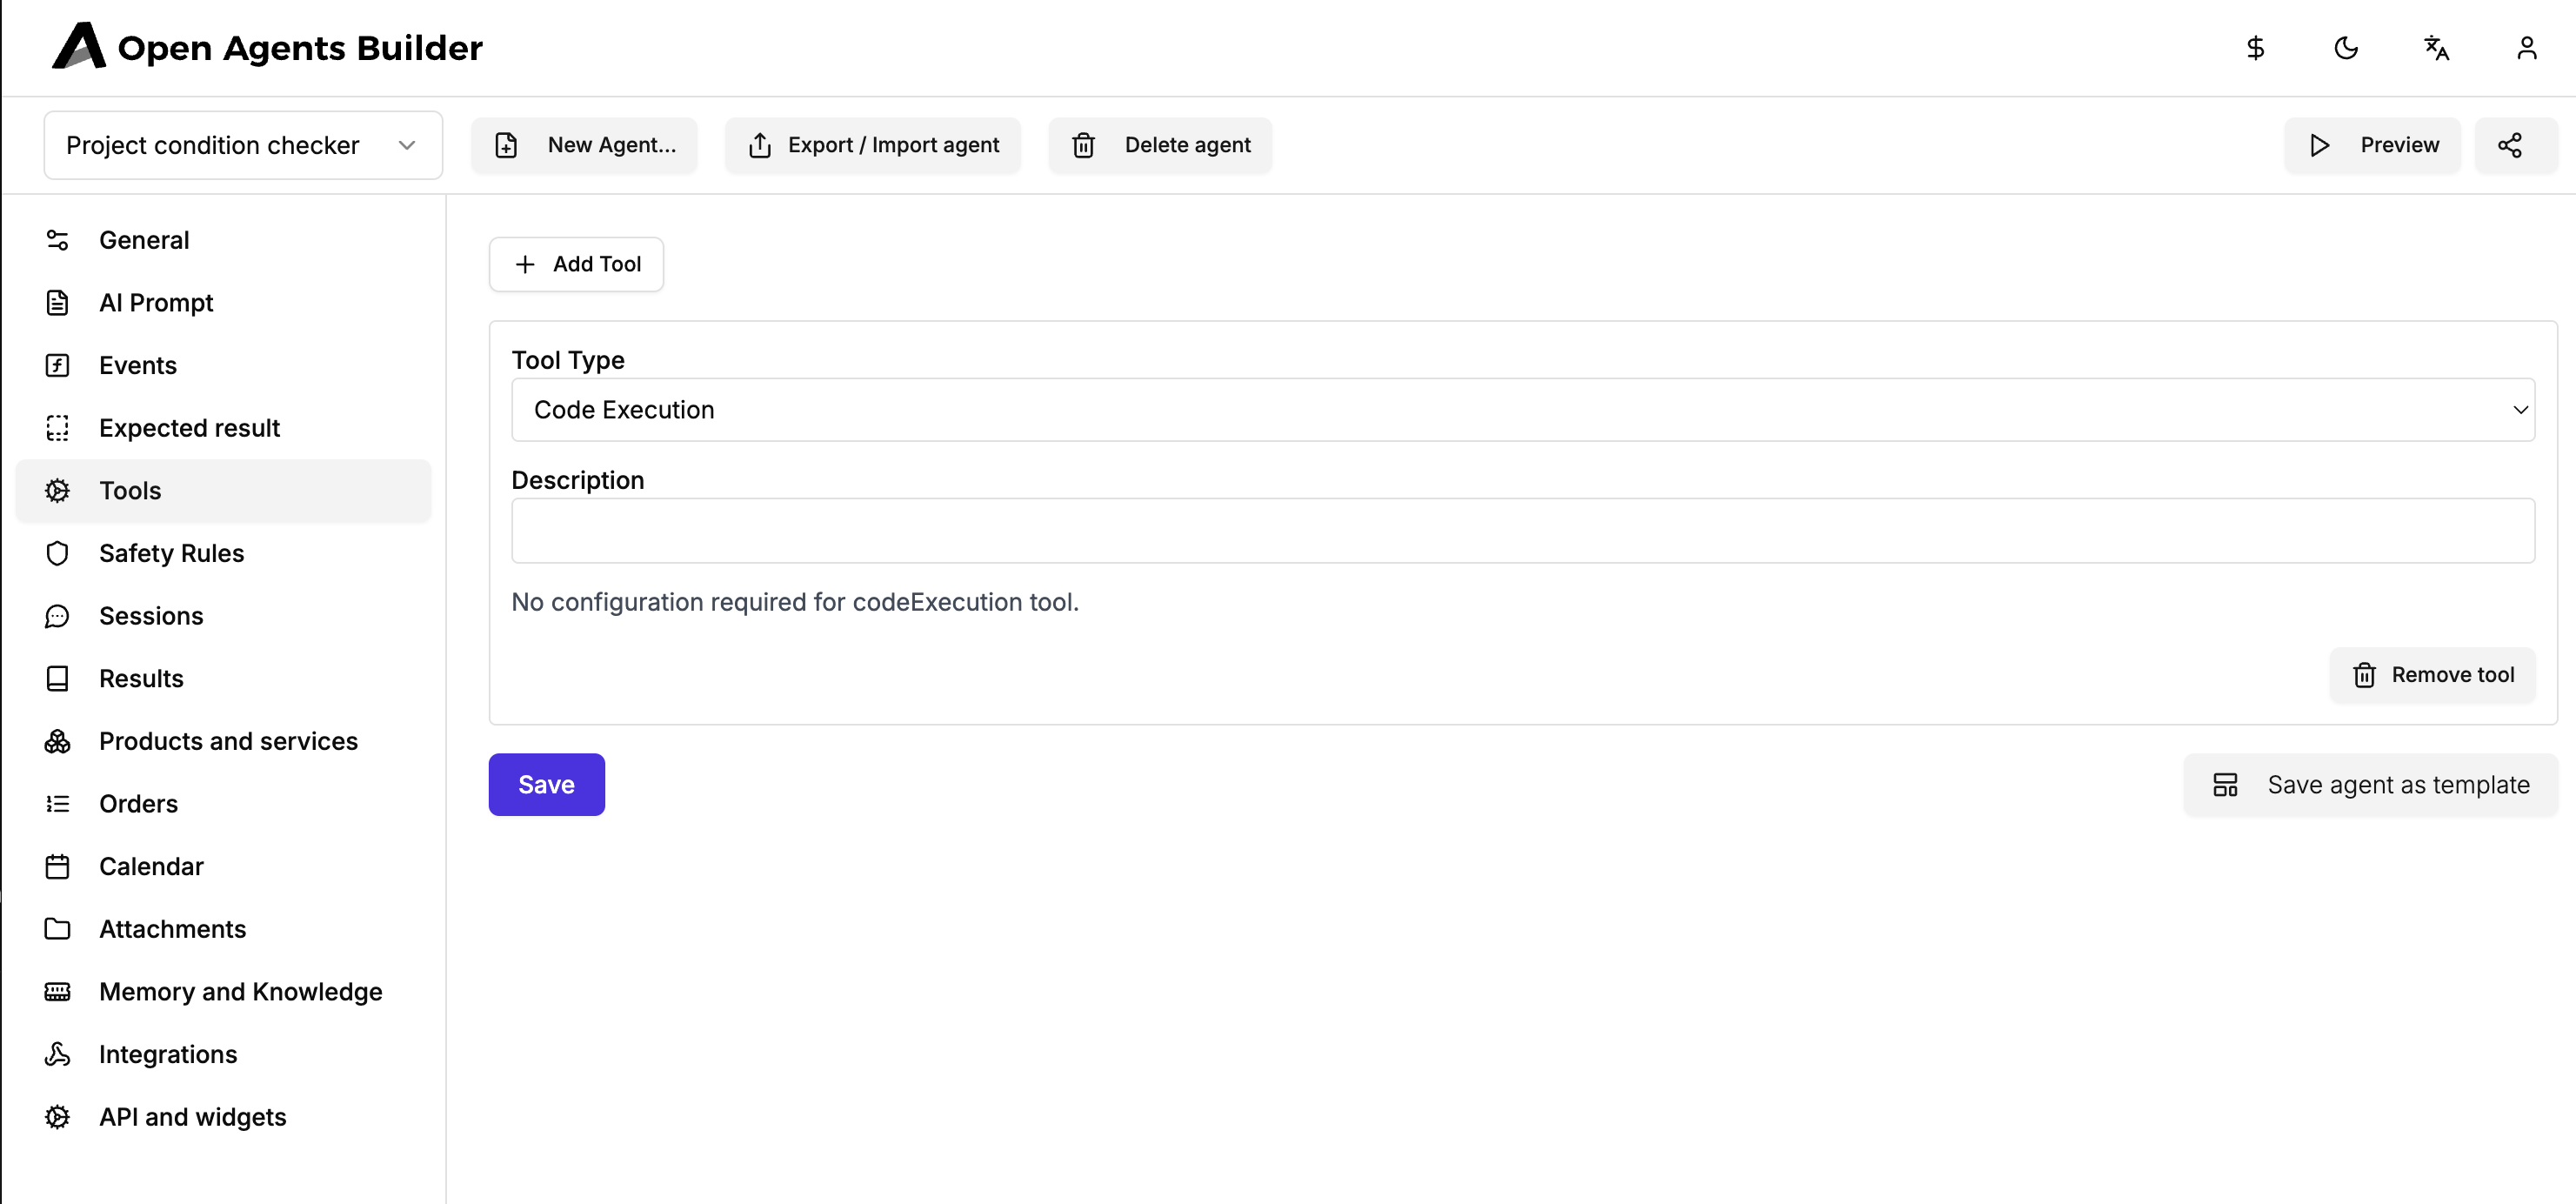 Open Agents Builder
Project condition checker
New Agent...
Export / Import agent
Delete agent
Preview
General
AI Prompt
Events
Expected result
Tools
Safety Rules
Sessions
Results
Products and services
Orders
Calendar
Attachments
Memory and Knowledge
Integrations
API and widgets
Add Tool
Tool Type
Code Execution
Description
No configuration required for codeExecution tool.
Remove tool
Save
Save agent as template